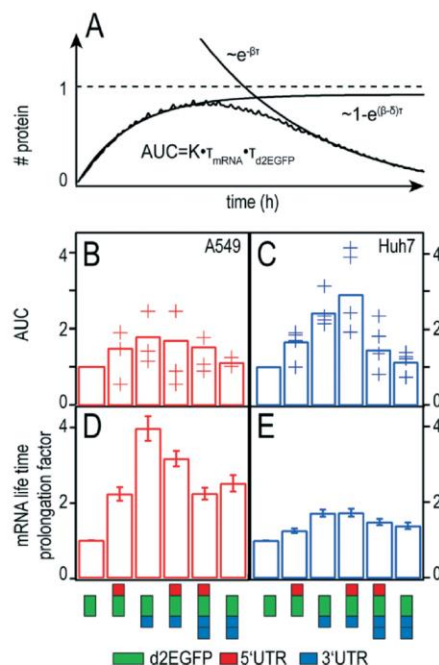 A
~e^-βτ
1
~1-e^(β-δ)τ
# protein
AUC=K•τmRNA•τd2EGFP
0
time (h)
B A549 C Huh7
4 4
AUC
2 2
0 0
D E
4 4
mRNA life time
prolongation factor
2 2
0 0
d2EGFP 5'UTR 3'UTR